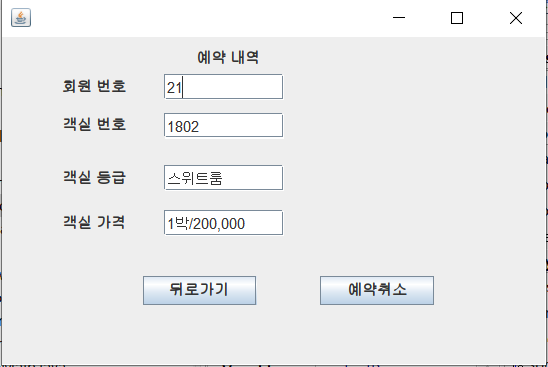 예약 내역
회원 번호 21
객실 번호 1802
객실 등급 스위트룸
객실 가격 1박/200,000
뒤로가기 예약취소